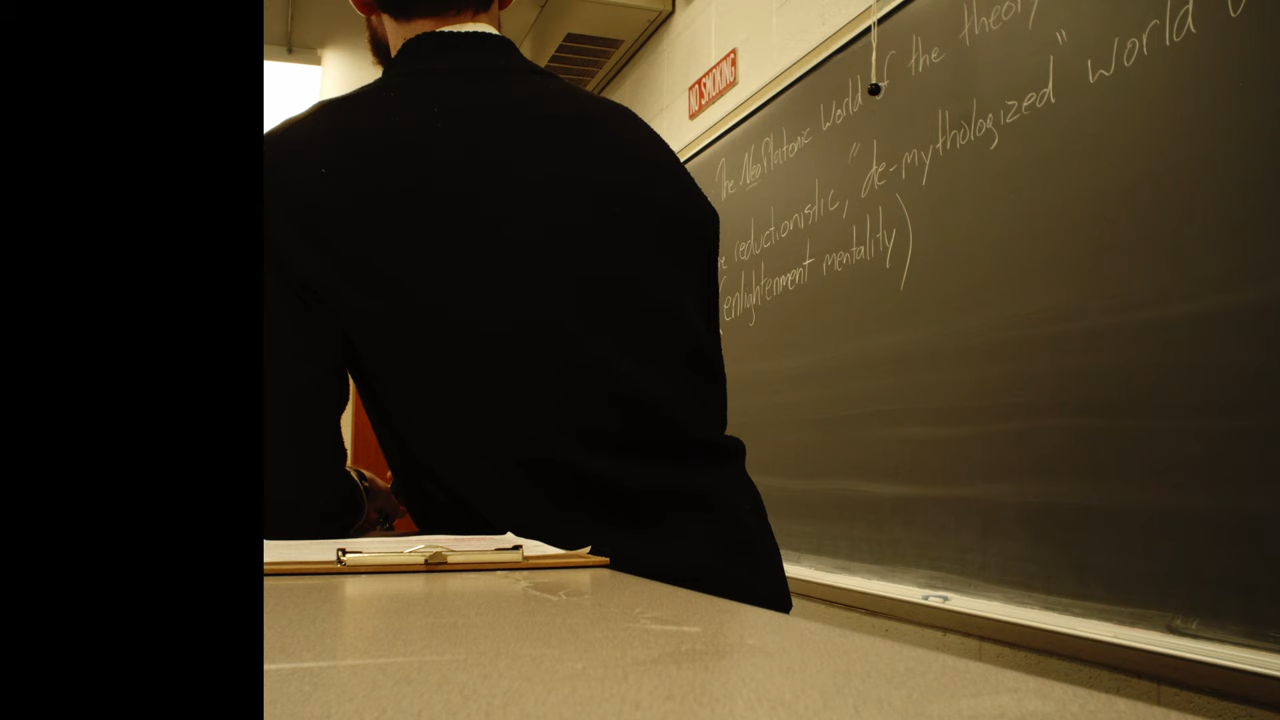 NO SMOKING
The NeoPlatonic World of the theory
"de-mythologized" world
reductionistic,
(enlightenment mentality)